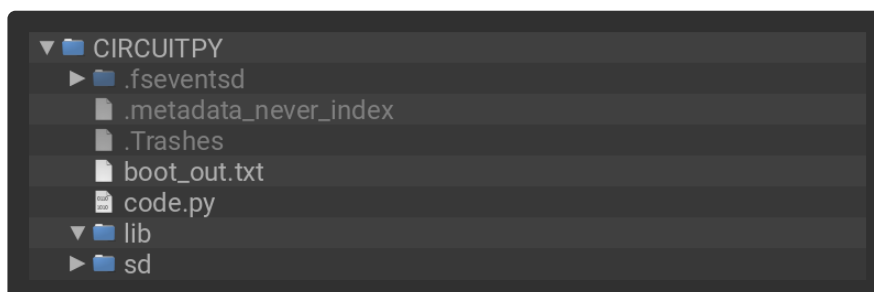 CIRCUITPY
.fseventsd
.metadata_never_index
.Trashes
boot_out.txt
code.py
lib
sd